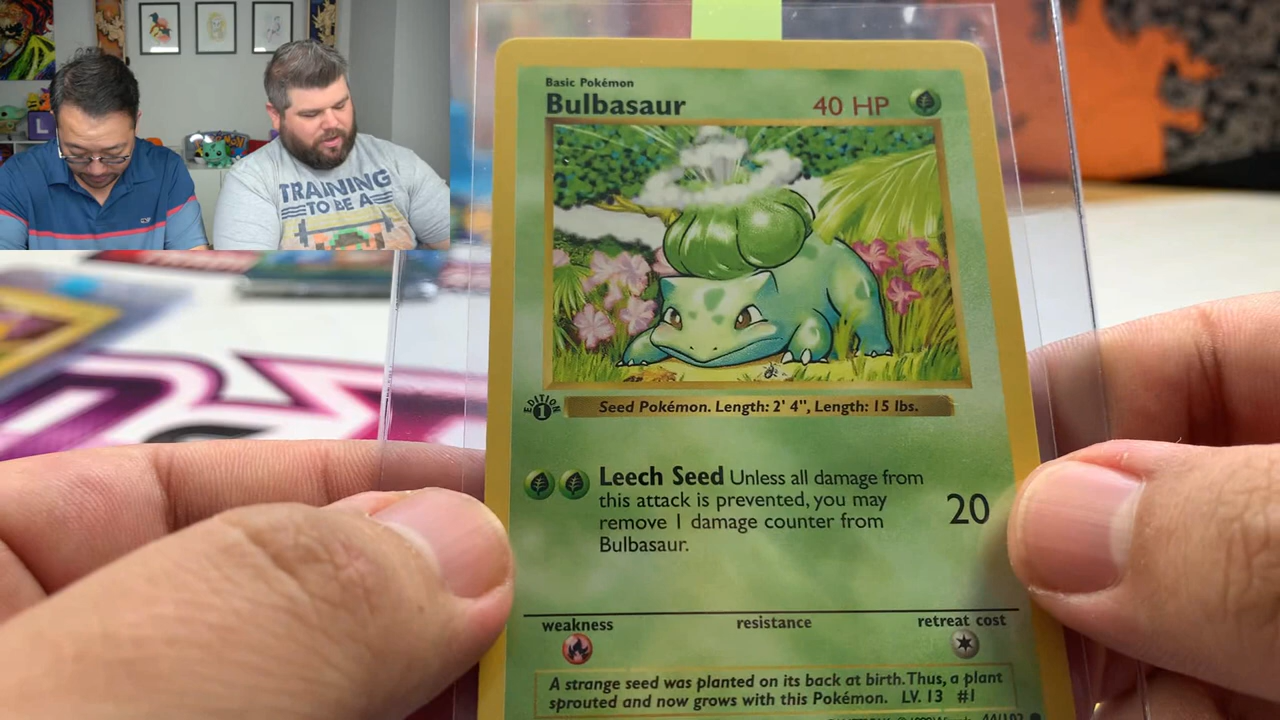 TRAINING
TO BE A
L
Basic Pokémon
Bulbasaur 40 HP
EDITION
1
Seed Pokémon. Length: 2' 4", Length: 15 lbs.
Leech Seed Unless all damage from
this attack is prevented, you may
remove 1 damage counter from
Bulbasaur.
20
weakness resistance retreat cost
A strange seed was planted on its back at birth. Thus, a plant
sprouted and now grows with this Pokémon. LV. 13 #1
44/102